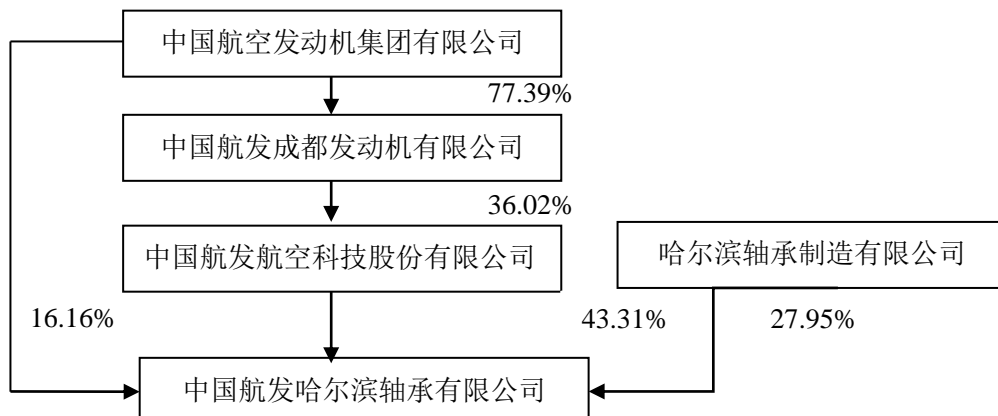 中国航空发动机集团有限公司
77.39%
中国航发成都发动机有限公司
36.02%
中国航发航空科技股份有限公司
哈尔滨轴承制造有限公司
16.16%
43.31%
27.95%
中国航发哈尔滨轴承有限公司